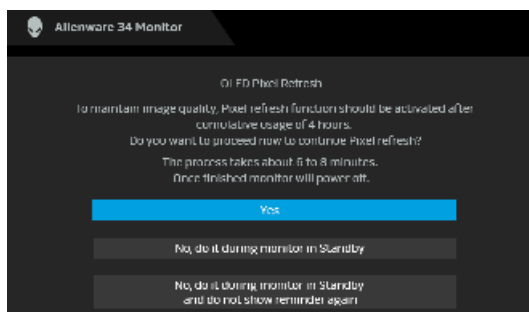 Alienware 34 Monitor
OLED Pixel Refresh
To maintain image quality, Pixel refresh function should be activated after
cumulative usage of 4 hours.
Do you want to proceed now to continue Pixel refresh?
The process takes about 6 to 8 minutes.
Once finished monitor will power off.
Yes
No, do it during monitor in Standby
No, do it during monitor in Standby
and do not show reminder again